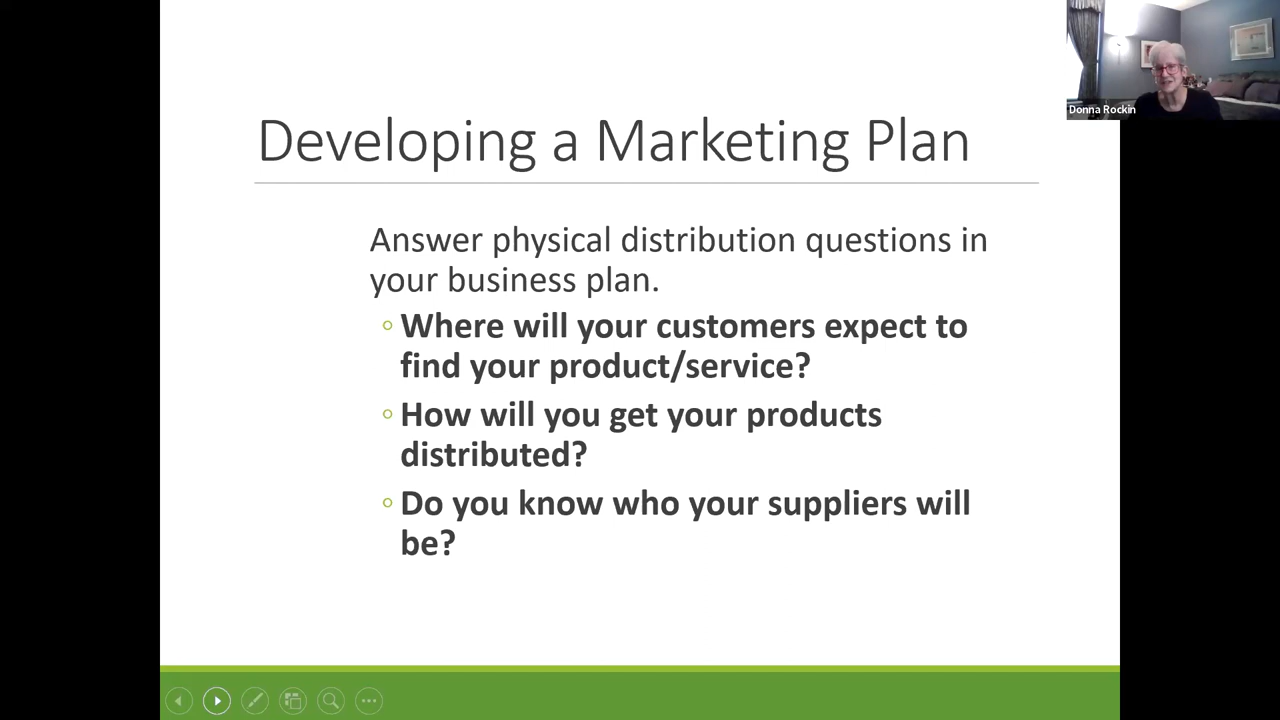 Developing a Marketing Plan
Donna Rockin
Answer physical distribution questions in
your business plan.
Where will your customers expect to
find your product/service?
How will you get your products
distributed?
Do you know who your suppliers will
be?